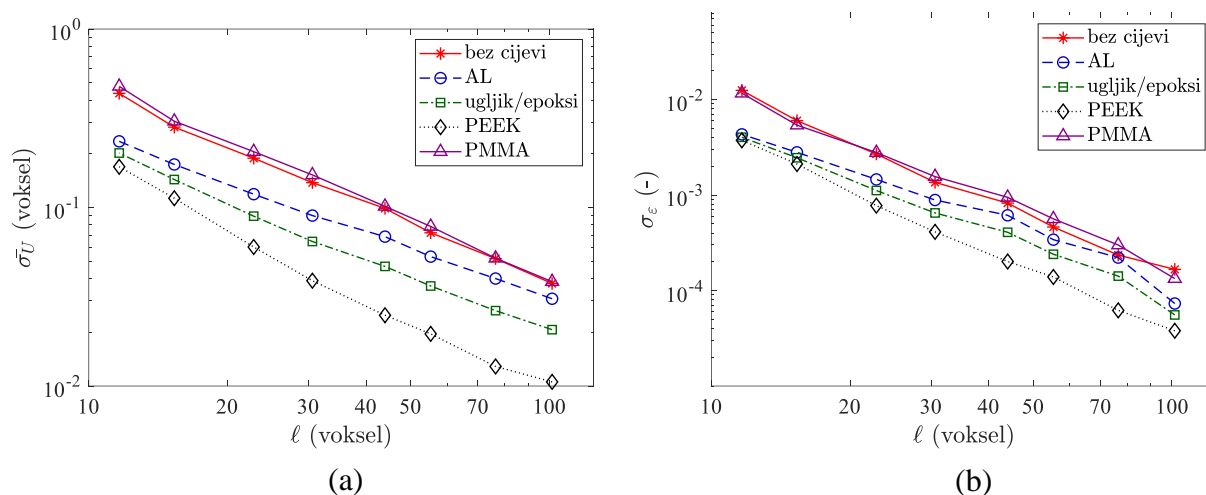 10⁰
10⁻¹
10⁻²
σ̄_U (voksel)
10
20
30
40
50
70
100
ℓ (voksel)
bez cijevi
AL
ugljik/epoksi
PEEK
PMMA
(a)
10⁻²
10⁻³
10⁻⁴
σ_ε (-)
10
20
30
40
50
70
100
ℓ (voksel)
bez cijevi
AL
ugljik/epoksi
PEEK
PMMA
(b)